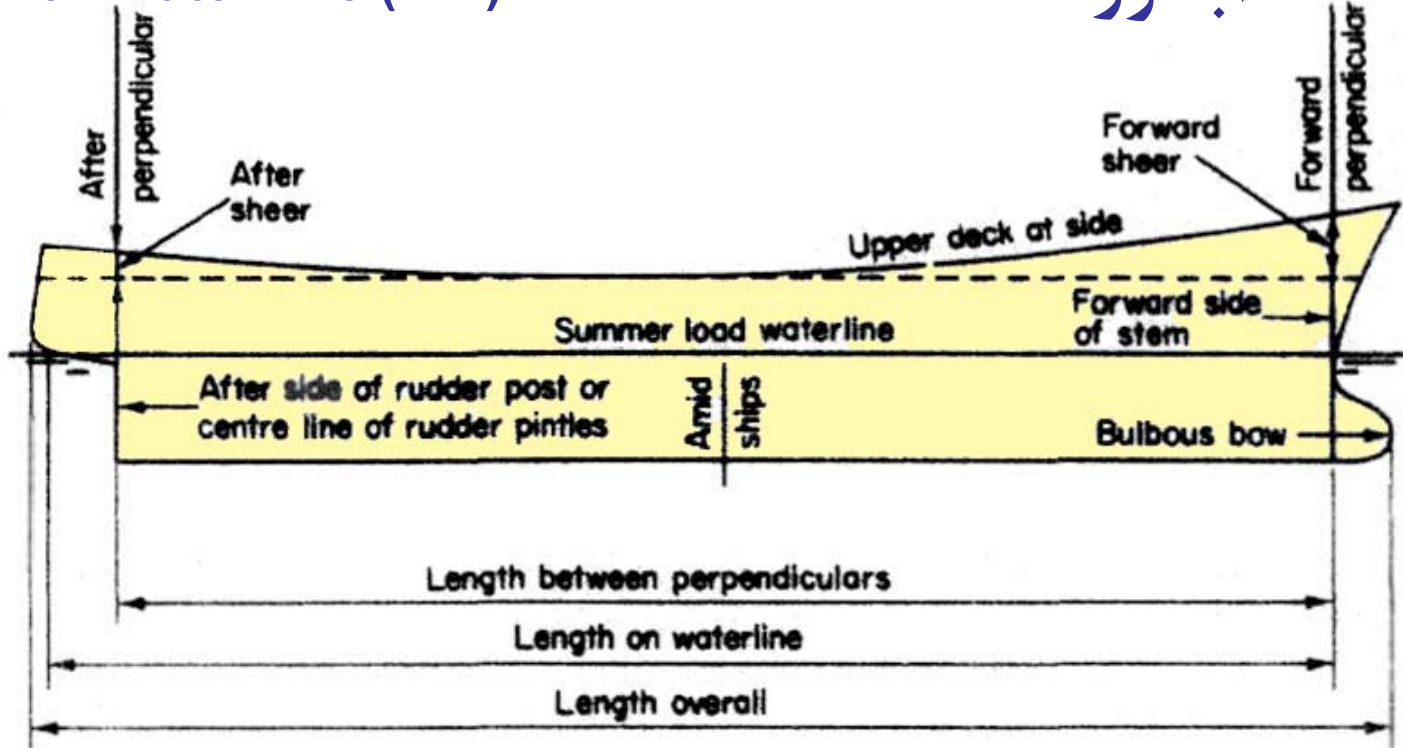 After
perpendicular
After
sheer
Forward
sheer
Forward
perpendicular
Upper deck at side
Summer load waterline
Forward side
of stem
After side of rudder post or
centre line of rudder pintles
Amid
ships
Bulbous bow
Length between perpendiculars
Length on waterline
Length overall